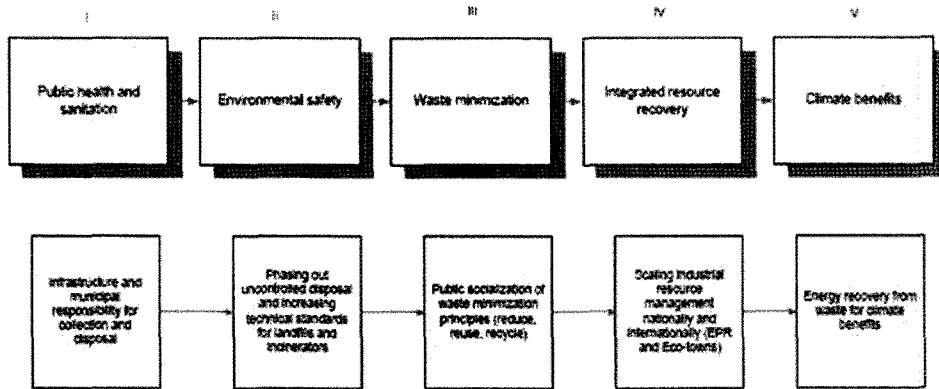 I
II
III
IV
V
Public health and
sanitation
Environmental safety
Waste minimization
Integrated resource
recovery
Climate benefits
Infrastructure and
municipal
responsibility for
collection and
disposal
Phasing out
uncontrolled disposal
and increasing
technical standards
for landfills and
incinerators
Public socialization of
waste minimization
principles (reduce,
reuse, recycle)
Scaling industrial
resource
management
nationally and
internationally (EPR
and Eco-towns)
Energy recovery from
waste for climate
benefits